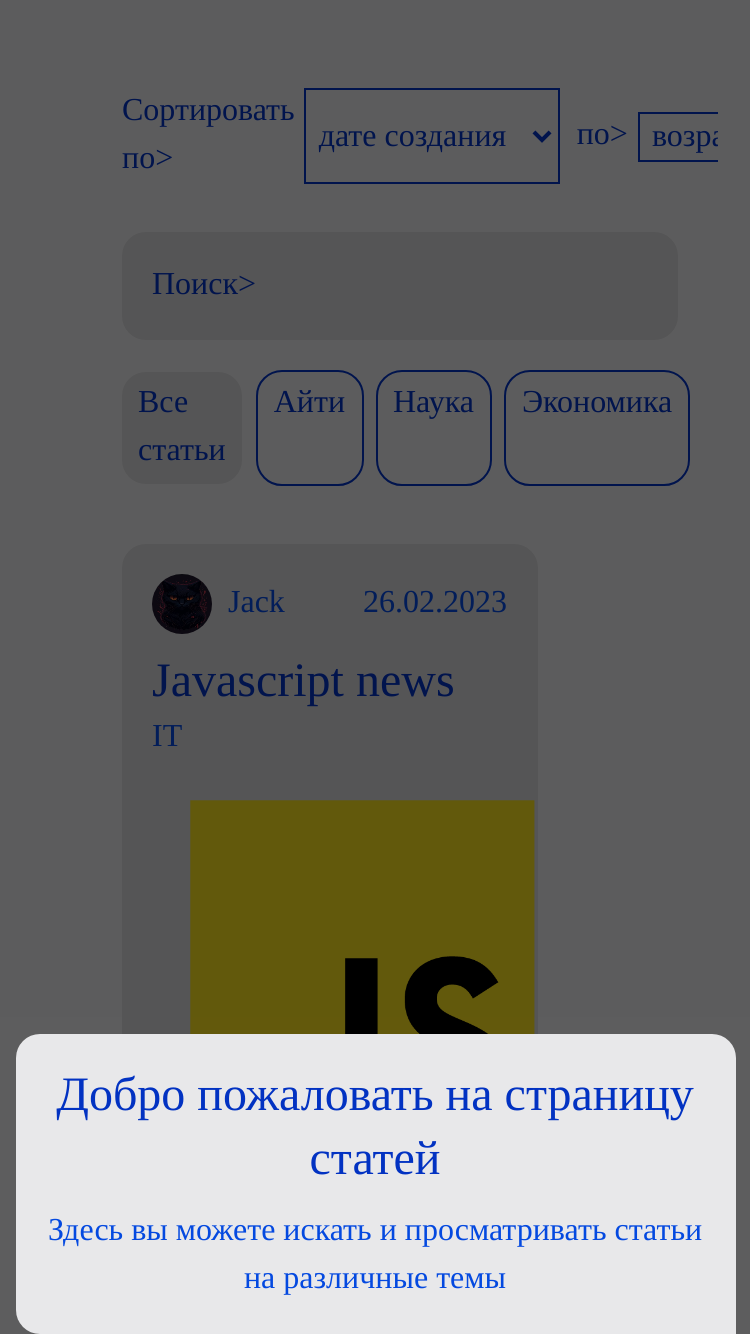 Сортировать
по>
дате создания
по>
возра
Поиск>
Все
статьи
Айти
Наука
Экономика
Jack
26.02.2023
Javascript news
IT
JS
Добро пожаловать на страницу
статей
Здесь вы можете искать и просматривать статьи
на различные темы